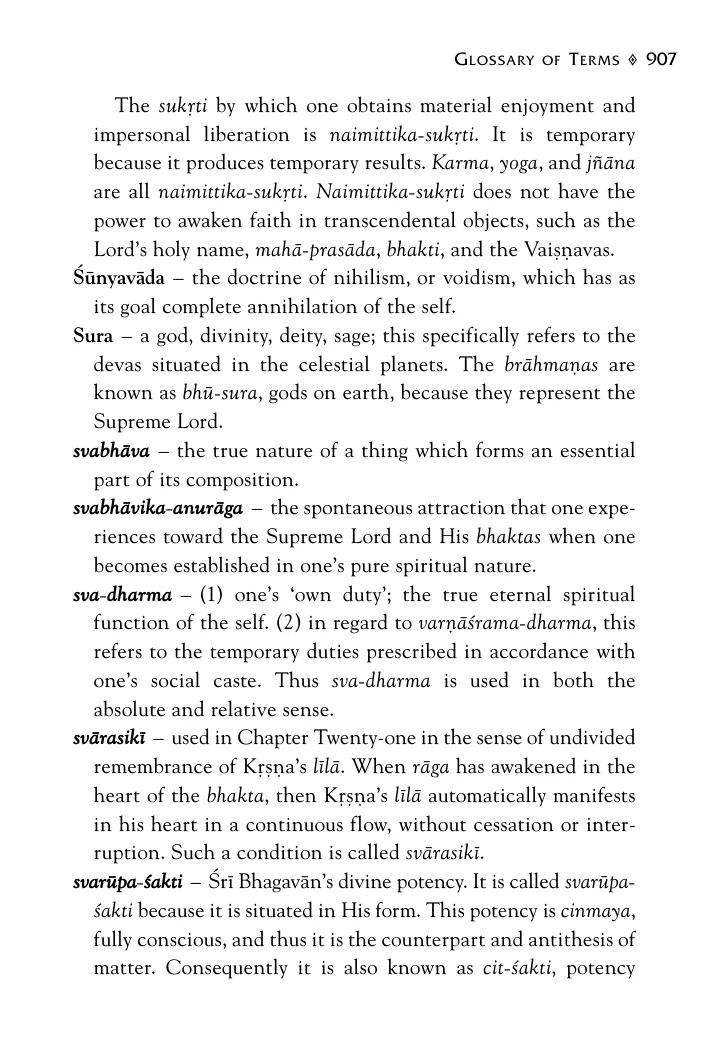 Glossary of Terms ◊ 907
The sukṛti by which one obtains material enjoyment and
impersonal liberation is naimittika-sukṛti. It is temporary
because it produces temporary results. Karma, yoga, and jñāna
are all naimittika-sukṛti. Naimittika-sukṛti does not have the
power to awaken faith in transcendental objects, such as the
Lord’s holy name, mahā-prasāda, bhakti, and the Vaiṣṇavas.
Śūnyavāda – the doctrine of nihilism, or voidism, which has as
its goal complete annihilation of the self.
Sura – a god, divinity, deity, sage; this specifically refers to the
devas situated in the celestial planets. The brāhmaṇas are
known as bhū-sura, gods on earth, because they represent the
Supreme Lord.
svabhāva – the true nature of a thing which forms an essential
part of its composition.
svabhāvika-anurāga – the spontaneous attraction that one expe-
riences toward the Supreme Lord and His bhaktas when one
becomes established in one’s pure spiritual nature.
sva-dharma – (1) one’s ‘own duty’; the true eternal spiritual
function of the self. (2) in regard to varṇāśrama-dharma, this
refers to the temporary duties prescribed in accordance with
one’s social caste. Thus sva-dharma is used in both the
absolute and relative sense.
svārasikī – used in Chapter Twenty-one in the sense of undivided
remembrance of Kṛṣṇa’s līlā. When rāga has awakened in the
heart of the bhakta, then Kṛṣṇa’s līlā automatically manifests
in his heart in a continuous flow, without cessation or inter-
ruption. Such a condition is called svārasikī.
svarūpa-śakti – Śrī Bhagavān’s divine potency. It is called svarūpa-
śakti because it is situated in His form. This potency is cinmaya,
fully conscious, and thus it is the counterpart and antithesis of
matter. Consequently it is also known as cit-śakti, potency